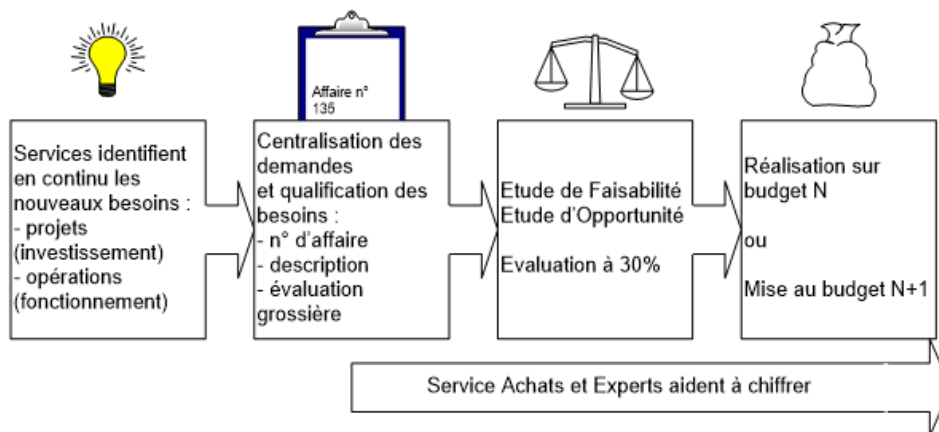 Affaire n°
135
Services identifient
en continu les
nouveaux besoins :
- projets
(investissement)
- opérations
(fonctionnement)
Centralisation des
demandes
et qualification des
besoins :
- n° d'affaire
- description
- évaluation
grossière
Etude de Faisabilité
Etude d'Opportunité
Evaluation à 30%
Réalisation sur
budget N
ou
Mise au budget N+1
Service Achats et Experts aident à chiffrer